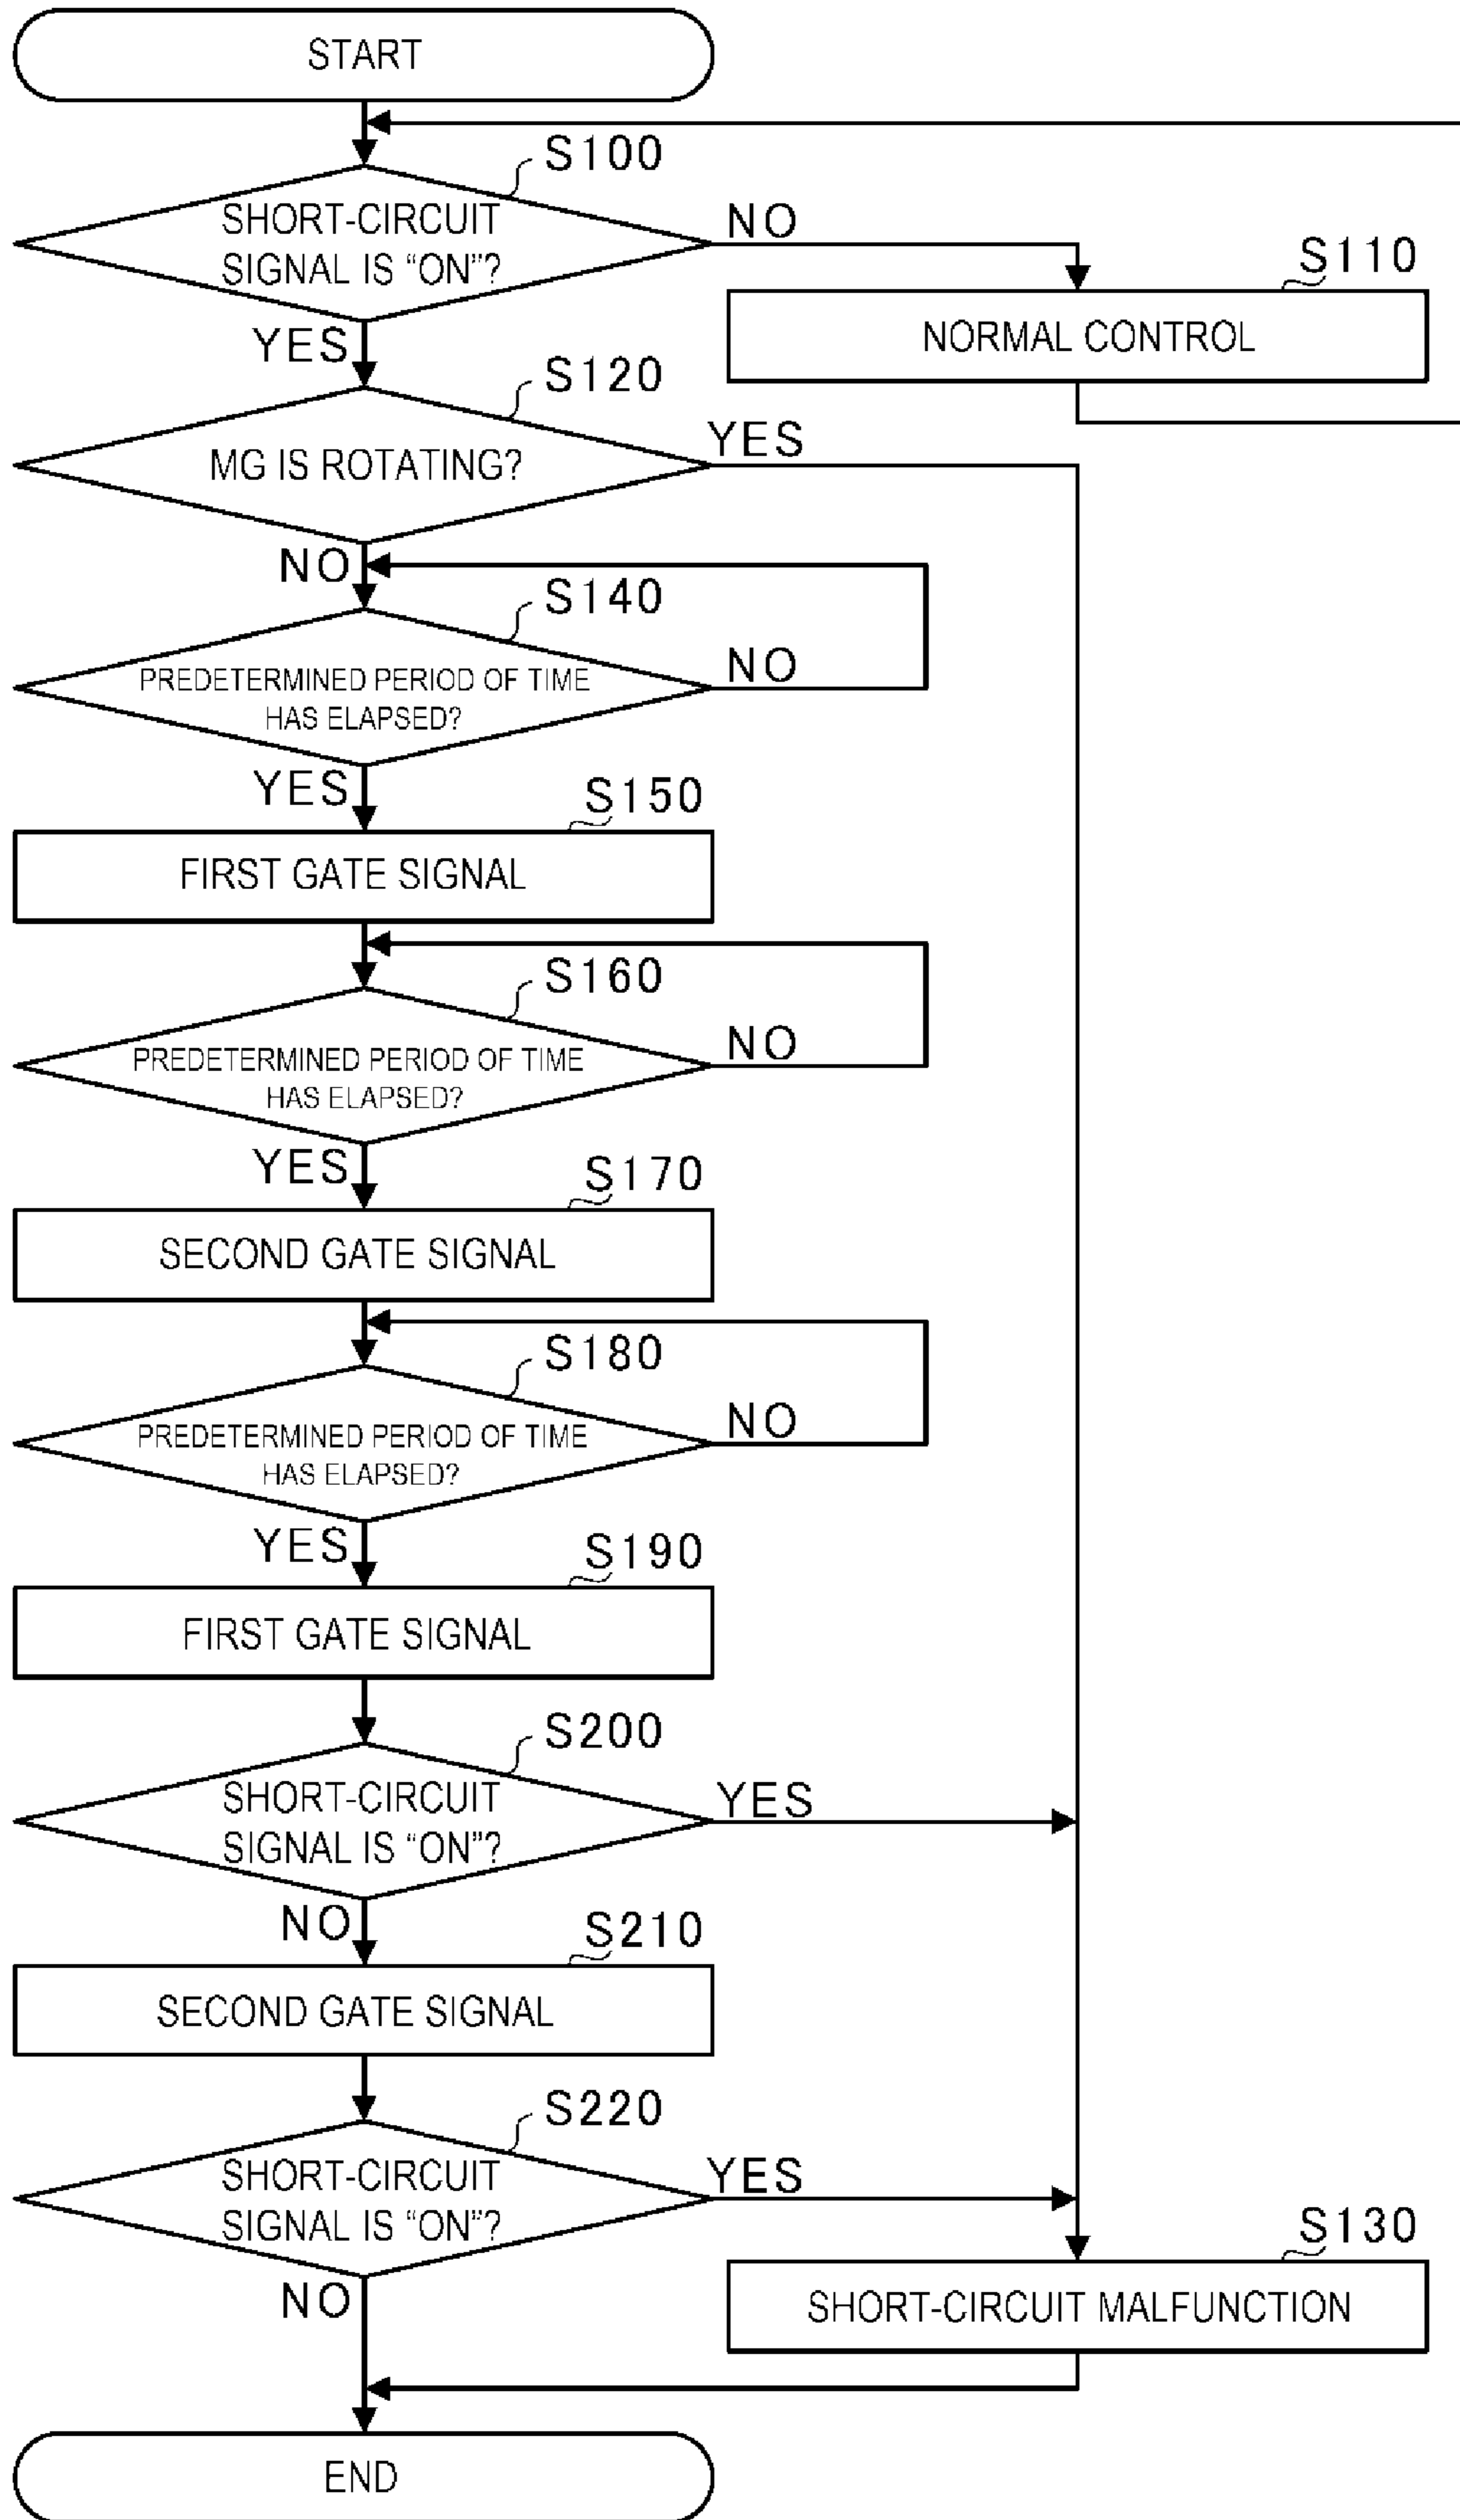 START
S100
SHORT-CIRCUIT
SIGNAL IS “ON”?
NO
S110
NORMAL CONTROL
YES
S120
MG IS ROTATING?
YES
NO
S140
PREDETERMINED PERIOD OF TIME
HAS ELAPSED?
NO
YES
S150
FIRST GATE SIGNAL
S160
PREDETERMINED PERIOD OF TIME
HAS ELAPSED?
NO
YES
S170
SECOND GATE SIGNAL
S180
PREDETERMINED PERIOD OF TIME
HAS ELAPSED?
NO
YES
S190
FIRST GATE SIGNAL
S200
SHORT-CIRCUIT
SIGNAL IS “ON”?
YES
NO
S210
SECOND GATE SIGNAL
S220
SHORT-CIRCUIT
SIGNAL IS “ON”?
YES
NO
S130
SHORT-CIRCUIT MALFUNCTION
END